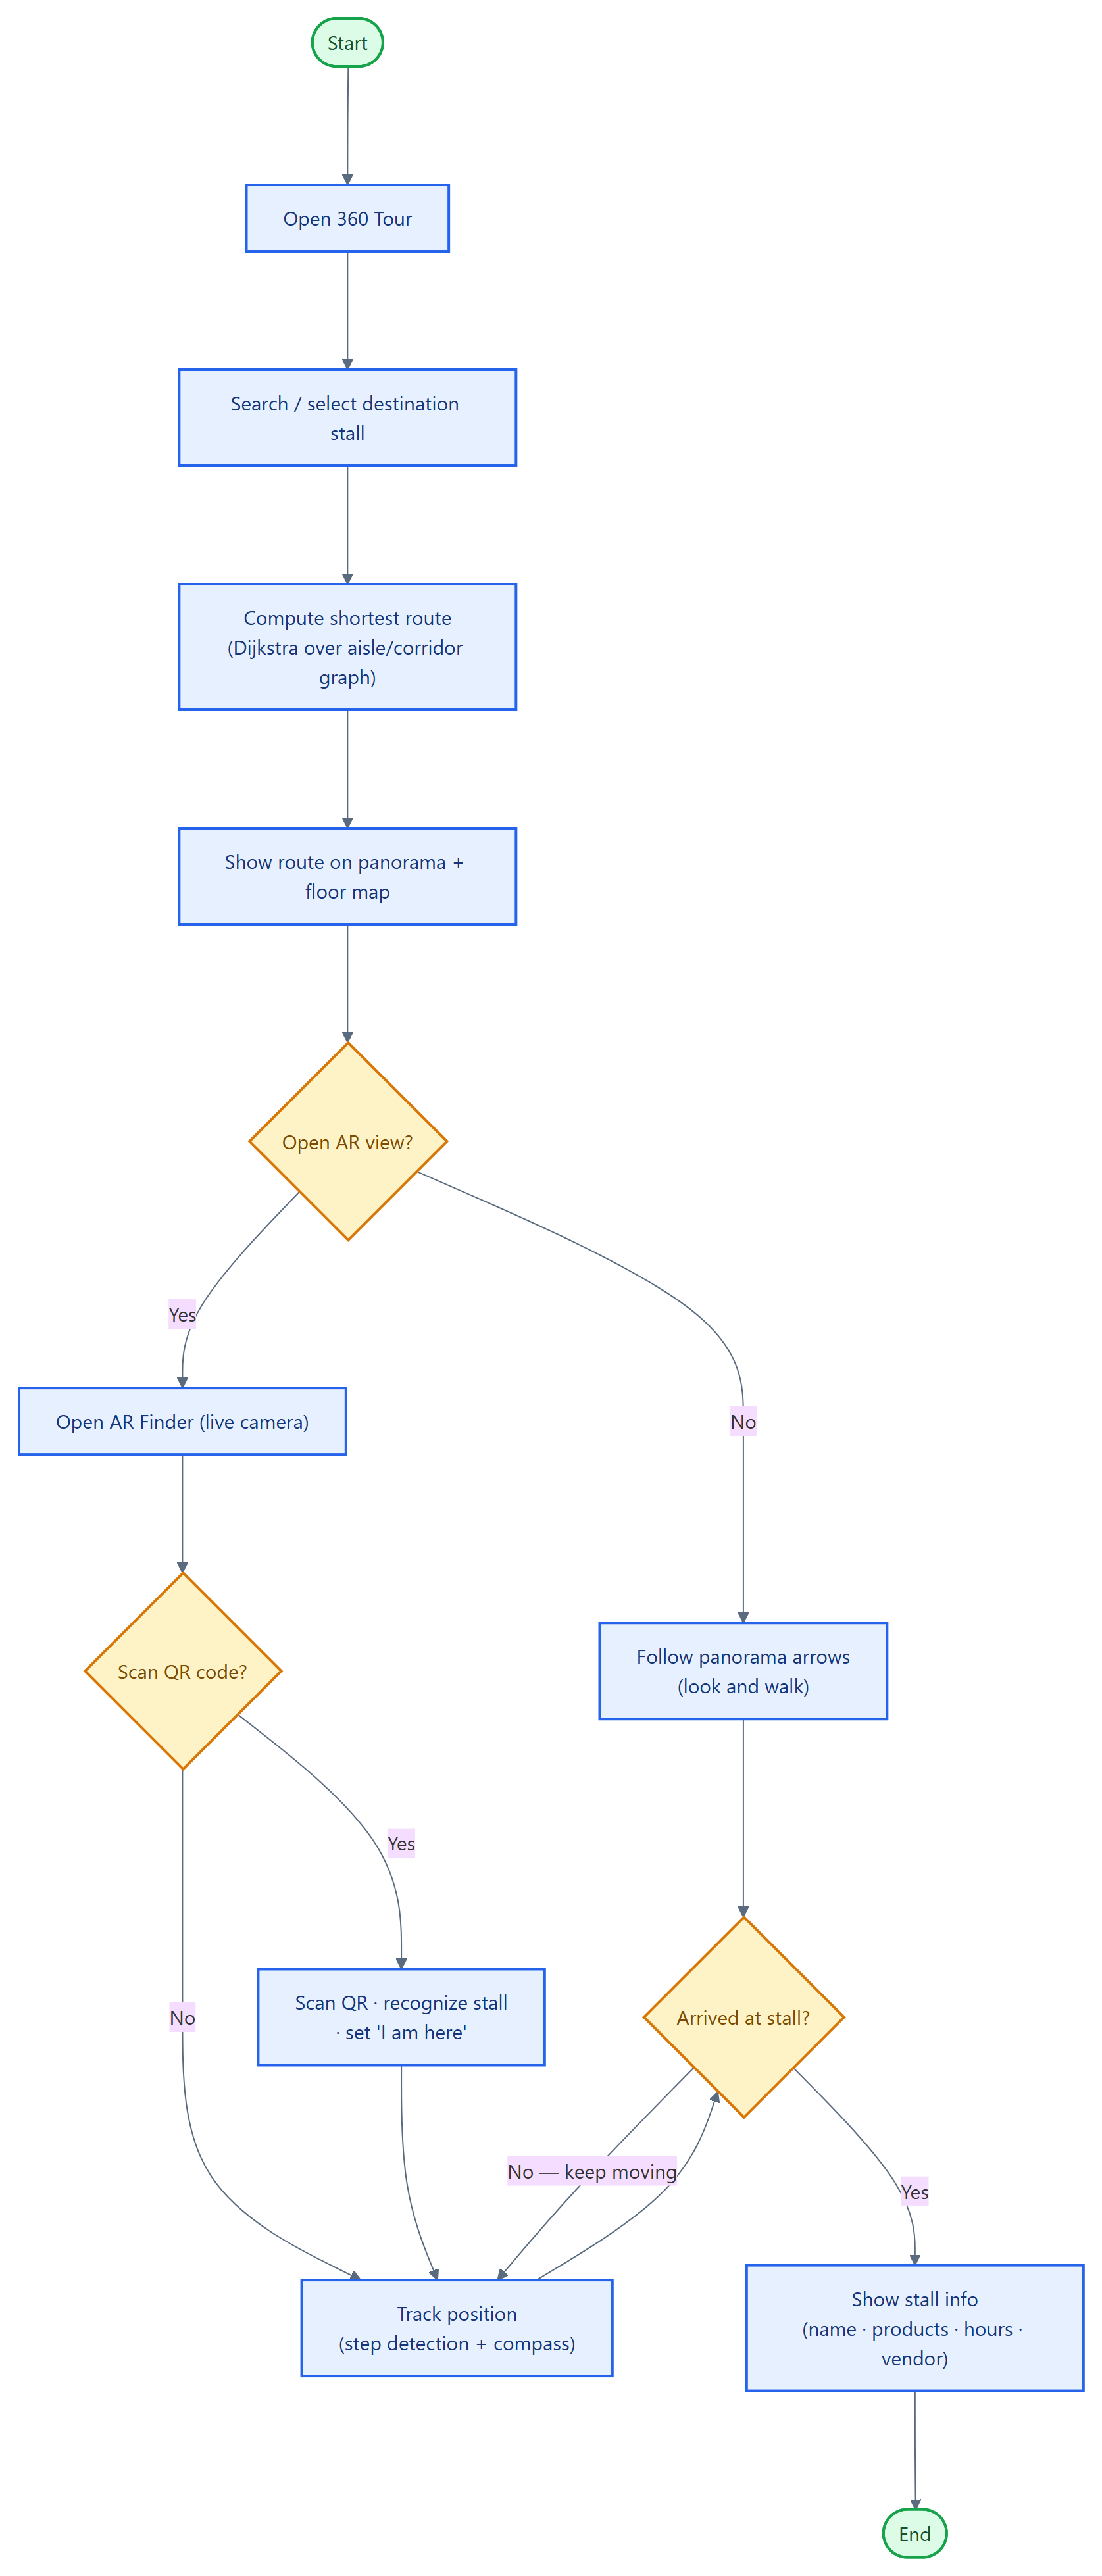 Start
Open 360 Tour
Search / select destination
stall
Compute shortest route
(Dijkstra over aisle/corridor
graph)
Show route on panorama +
floor map
Open AR view?
Yes
No
Open AR Finder (live camera)
Scan QR code?
Follow panorama arrows
(look and walk)
Yes
No
Scan QR · recognize stall
· set 'I am here'
Arrived at stall?
No — keep moving
Yes
Track position
(step detection + compass)
Show stall info
(name · products · hours ·
vendor)
End